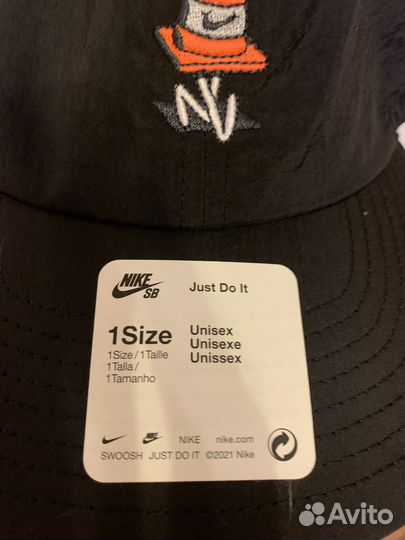 NY
NIKE
SB
Just Do It
1Size
1Size/1Taille
1Talla/
1Tamanho
Unisex
Unisexe
Unissex
NIKE nike.com
SWOOSH JUST DO IT ©2021 Nike
Avito